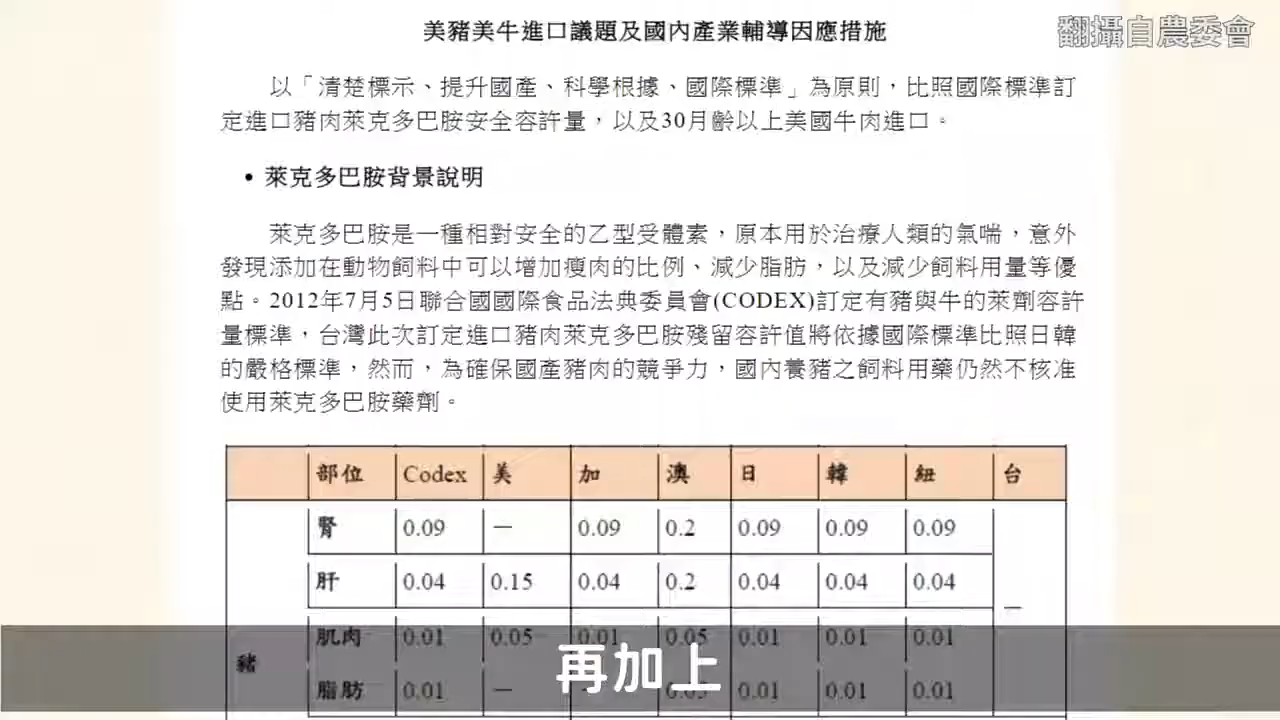 美豬美牛進口議題及國內產業輔導因應措施
翻攝自農委會
以「清楚標示、提升國產、科學根據、國際標準」為原則，比照國際標準訂
定進口豬肉萊克多巴胺安全容許量，以及30月齡以上美國牛肉進口。
• 萊克多巴胺背景說明
萊克多巴胺是一種相對安全的乙型受體素，原本用於治療人類的氣喘，意外
發現添加在動物飼料中可以增加瘦肉的比例、減少脂肪，以及減少飼料用量等優
點。2012年7月5日聯合國國際食品法典委員會(CODEX)訂定有豬與牛的萊劑容許
量標準，台灣此次訂定進口豬肉萊克多巴胺殘留容許值將依據國際標準比照日韓
的嚴格標準，然而，為確保國產豬肉的競爭力，國內養豬之飼料用藥仍然不核准
使用萊克多巴胺藥劑。
部位 Codex 美 加 澳 日 韓 紐 台
腎 0.09 — 0.09 0.2 0.09 0.09 0.09
肝 0.04 0.15 0.04 0.2 0.04 0.04 0.04 —
豬 肌肉 0.01 0.05 0.01 0.05 0.01 0.01 0.01
脂肪 0.01 — 0.01 0.01 0.01
再加上